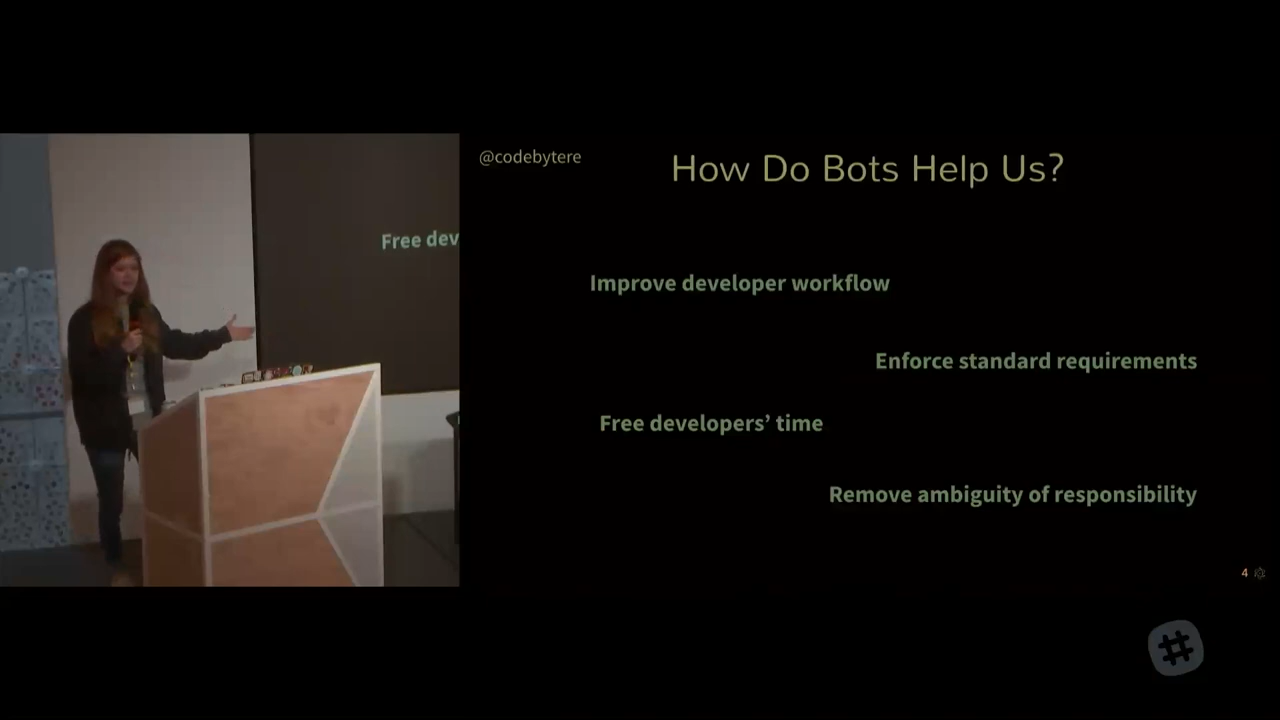 @codebytere
How Do Bots Help Us?
Free dev
Improve developer workflow
Enforce standard requirements
Free developers’ time
Remove ambiguity of responsibility
4